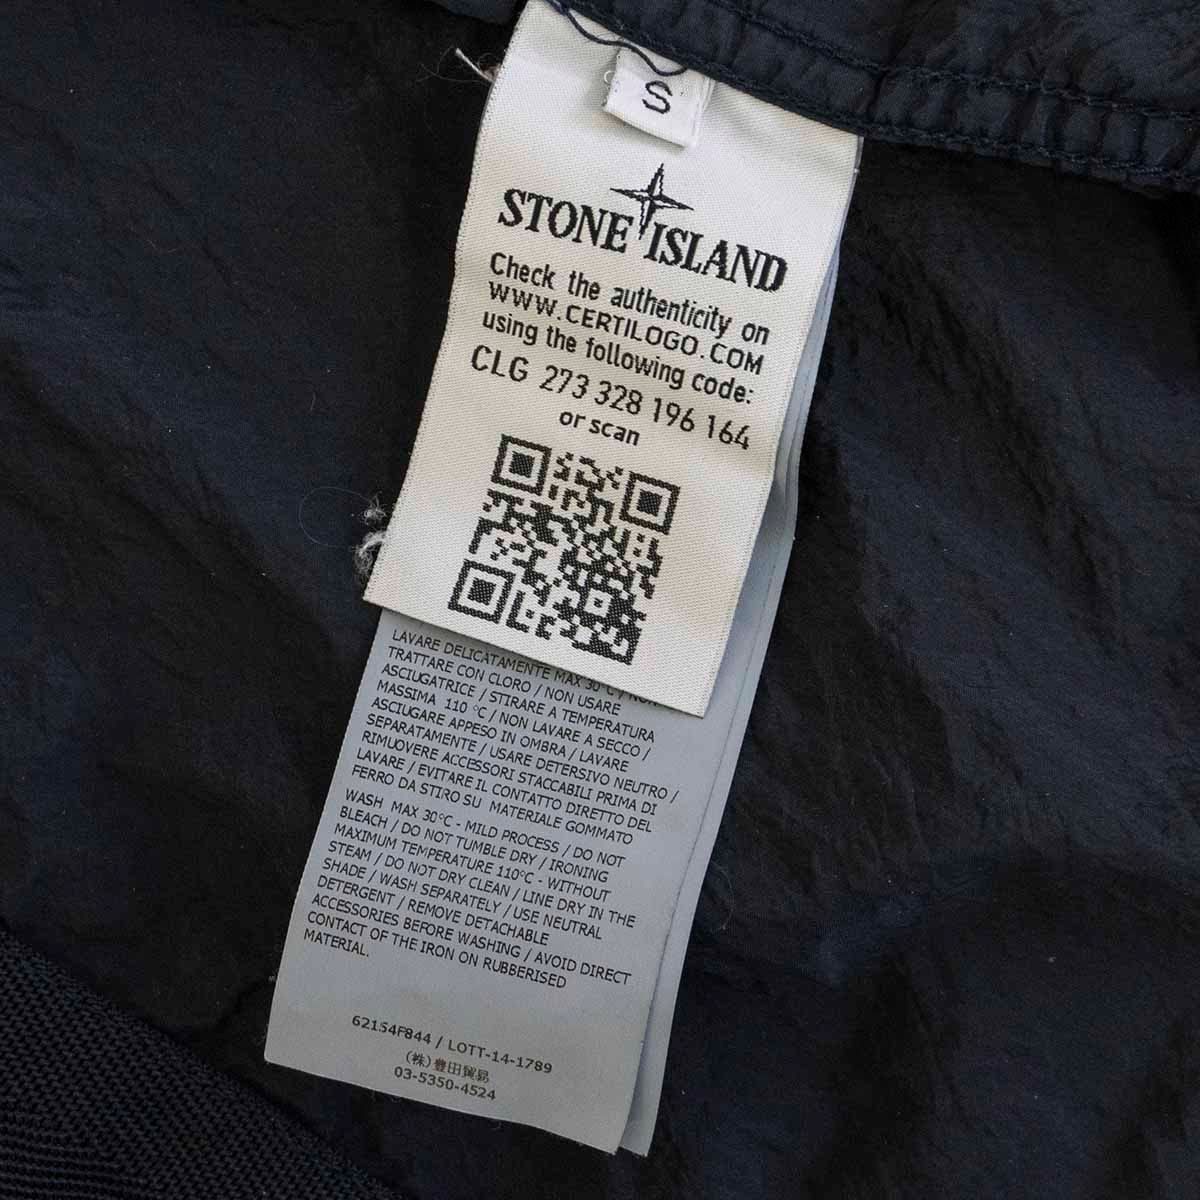 S
STONE ISLAND
Check the authenticity on
WWW.CERTILOGO.COM
using the following code:
CLG 273 328 196 164
or scan
LAVARE DELICATAMENTE MAX 30°C / NON
TRATTARE CON CLORO / NON USARE
ASCIUGATRICE / STIRARE A TEMPERATURA
MASSIMA 110 °C / NON LAVARE A SECCO /
ASCIUGARE APPESO IN OMBRA / LAVARE
SEPARATAMENTE / USARE DETERSIVO NEUTRO /
RIMUOVERE ACCESSORI STACCABILI PRIMA DI
LAVARE / EVITARE IL CONTATTO DIRETTO DEL
FERRO DA STIRO SU MATERIALE GOMMATO
WASH MAX 30°C - MILD PROCESS / DO NOT
BLEACH / DO NOT TUMBLE DRY / IRONING
MAXIMUM TEMPERATURE 110°C - WITHOUT
STEAM / DO NOT DRY CLEAN / LINE DRY IN THE
SHADE / WASH SEPARATELY / USE NEUTRAL
DETERGENT / REMOVE DETACHABLE
ACCESSORIES BEFORE WASHING / AVOID DIRECT
CONTACT OF THE IRON ON RUBBERISED
MATERIAL.
62154F844 / LOTT-14-1789
(株)豊田貿易
03-5350-4524